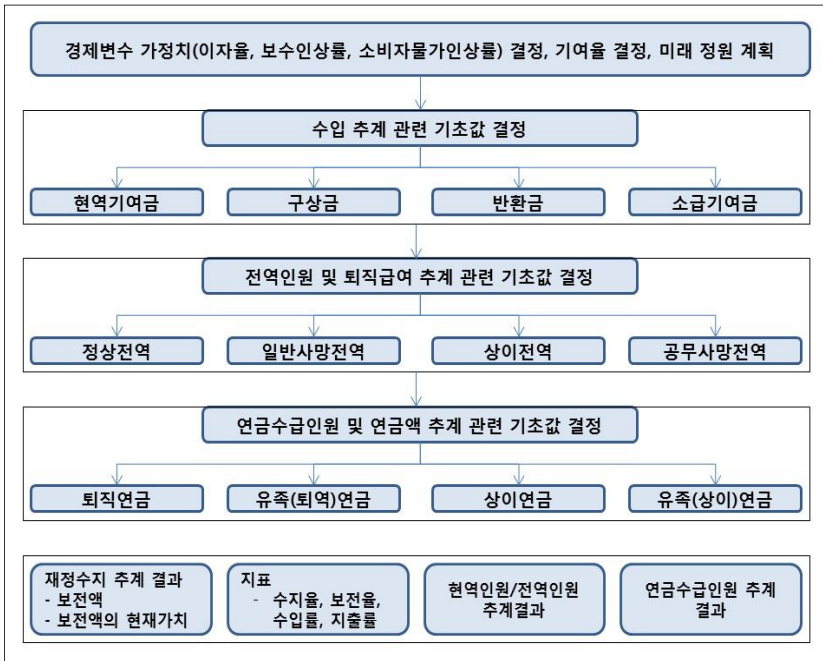 경제변수 가정치(이자율, 보수인상률, 소비자물가인상률) 결정, 기여율 결정, 미래 정원 계획
수입 추계 관련 기초값 결정
현역기여금
구상금
반환금
소급기여금
전역인원 및 퇴직급여 추계 관련 기초값 결정
정상전역
일반사망전역
상이전역
공무사망전역
연금수급인원 및 연금액 추계 관련 기초값 결정
퇴직연금
유족(퇴역)연금
상이연금
유족(상이)연금
재정수지 추계 결과
- 보전액
- 보전액의 현재가치
지표
- 수지율, 보전율,
수입률, 지출률
현역인원/전역인원
추계결과
연금수급인원 추계
결과